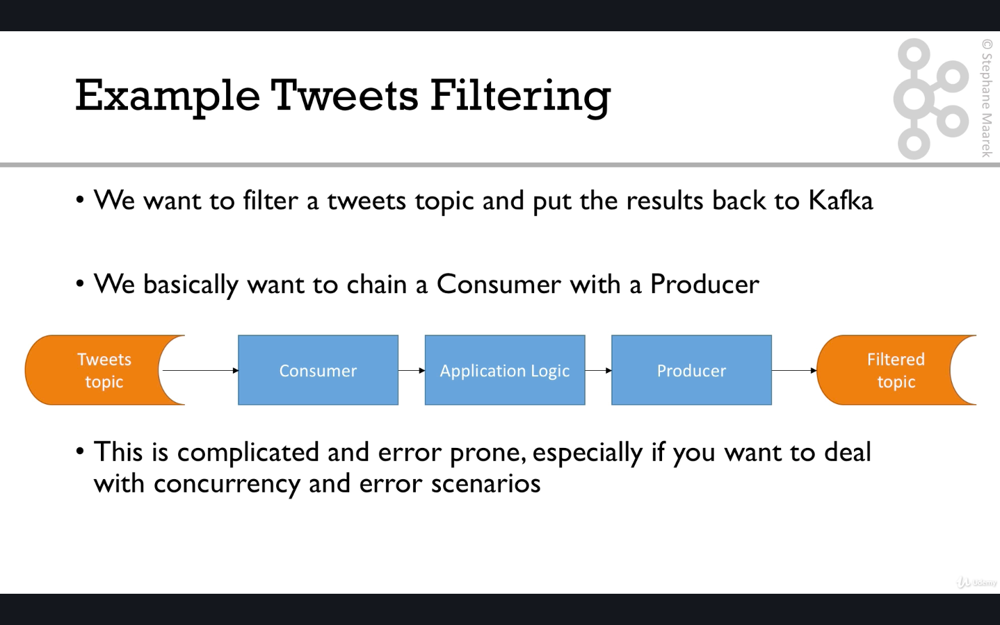 Example Tweets Filtering
© Stephane Maarek
• We want to filter a tweets topic and put the results back to Kafka
• We basically want to chain a Consumer with a Producer
Tweets
topic
Consumer
Application Logic
Producer
Filtered
topic
• This is complicated and error prone, especially if you want to deal
with concurrency and error scenarios
Udemy